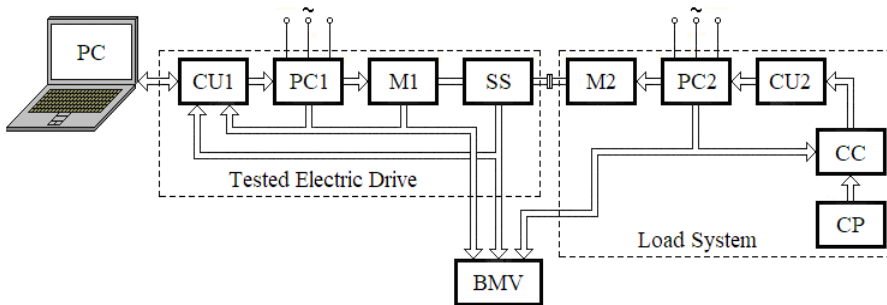 ~
~
PC
CU1
PC1
M1
SS
M2
PC2
CU2
CC
CP
Tested Electric Drive
Load System
BMV